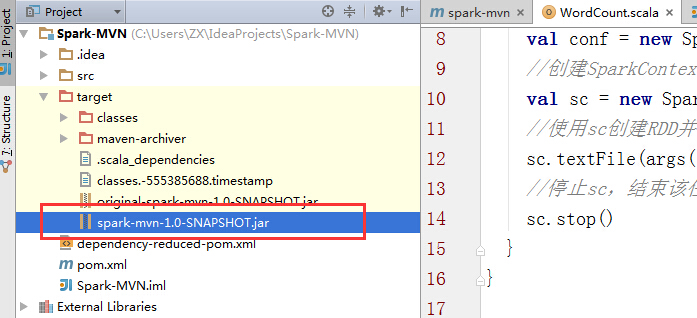 1: Project
7: Structure
Project
Spark-MVN (C:\Users\ZX\IdeaProjects\Spark-MVN)
.idea
src
target
classes
maven-archiver
.scala_dependencies
classes.-555385688.timestamp
original-spark-mvn-1.0-SNAPSHOT.jar
spark-mvn-1.0-SNAPSHOT.jar
dependency-reduced-pom.xml
pom.xml
Spark-MVN.iml
External Libraries
spark-mvn
WordCount.scala
8 val conf = new Sp
9 //创建SparkContex
10 val sc = new Spar
11 //使用sc创建RDD并
12 sc.textFile(args(
13 //停止sc，结束该任
14 sc.stop()
15 }
16 }
17